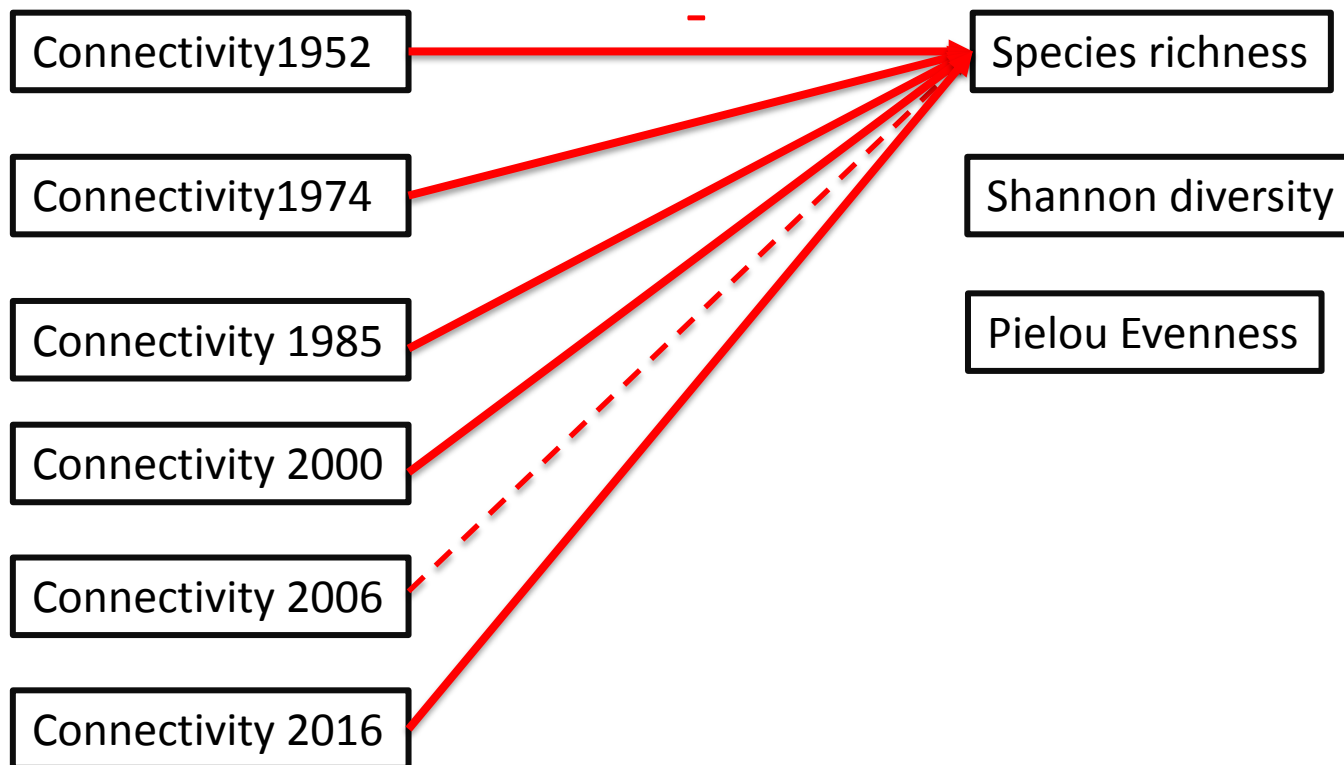 -
Connectivity1952
Species richness
Connectivity1974
Shannon diversity
Connectivity 1985
Pielou Evenness
Connectivity 2000
Connectivity 2006
Connectivity 2016